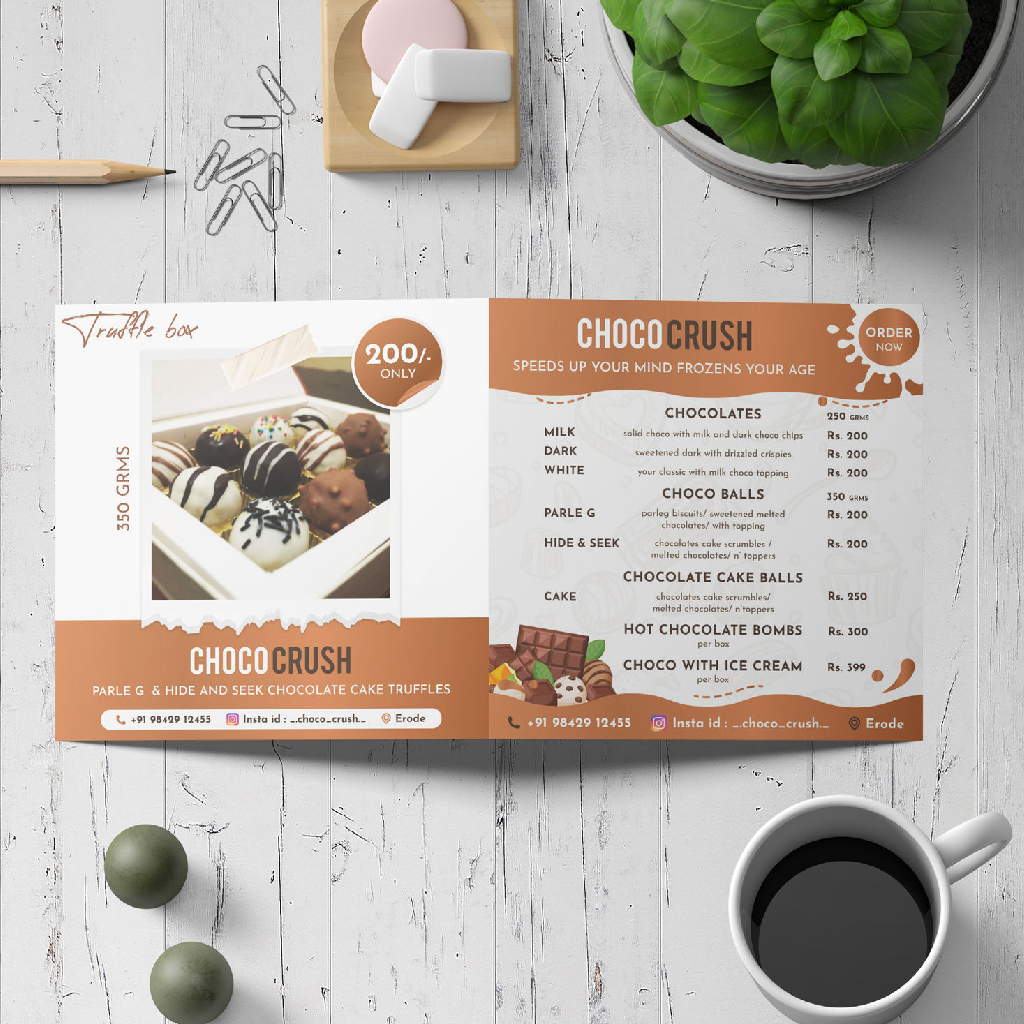 Truffle box
200/-
ONLY
350 GRMS
CHOCOCRUSH
PARLE G & HIDE AND SEEK CHOCOLATE CAKE TRUFFLES
+91 98429 12455 Insta id : _.choco_crush._ Erode
CHOCOCRUSH
SPEEDS UP YOUR MIND FROZENS YOUR AGE
ORDER
NOW
CHOCOLATES 250 GRMS
MILK solid choco with milk and dark choco chips Rs. 200
DARK sweetened dark with drizzled crispies Rs. 200
WHITE your classic with milk choco topping Rs. 200
CHOCO BALLS 350 GRMS
PARLE G parleg biscuits/ sweetened melted Rs. 200
chocolates/ with topping
HIDE & SEEK chocolates cake scrumbles / Rs. 200
melted chocolates/ n' toppers
CHOCOLATE CAKE BALLS
CAKE chocolates cake scrumbles/ Rs. 250
melted chocolates/ n'toppers
HOT CHOCOLATE BOMBS Rs. 300
per box
CHOCO WITH ICE CREAM Rs. 399
per box
+91 98429 12455 Insta id : _.choco_crush._ Erode